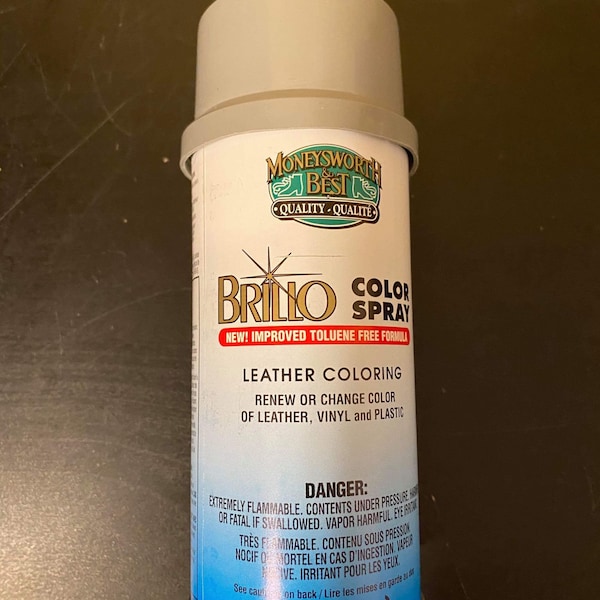 MONEYSWORTH
& BEST
QUALITY - QUALITÉ
BRILLO
COLOR
SPRAY
NEW! IMPROVED TOLUENE FREE FORMULA
LEATHER COLORING
RENEW OR CHANGE COLOR
OF LEATHER, VINYL and PLASTIC
DANGER:
EXTREMELY FLAMMABLE. CONTENTS UNDER PRESSURE.
OR FATAL IF SWALLOWED. VAPOR HARMFUL. EYE
TRÈS FLAMMABLE. CONTENU SOUS PRESSION.
NOCIF OU MORTEL EN CAS D'INGESTION. VAPEUR
IRRITANT POUR LES YEUX.
See on back / Lire les mises en garde au dos